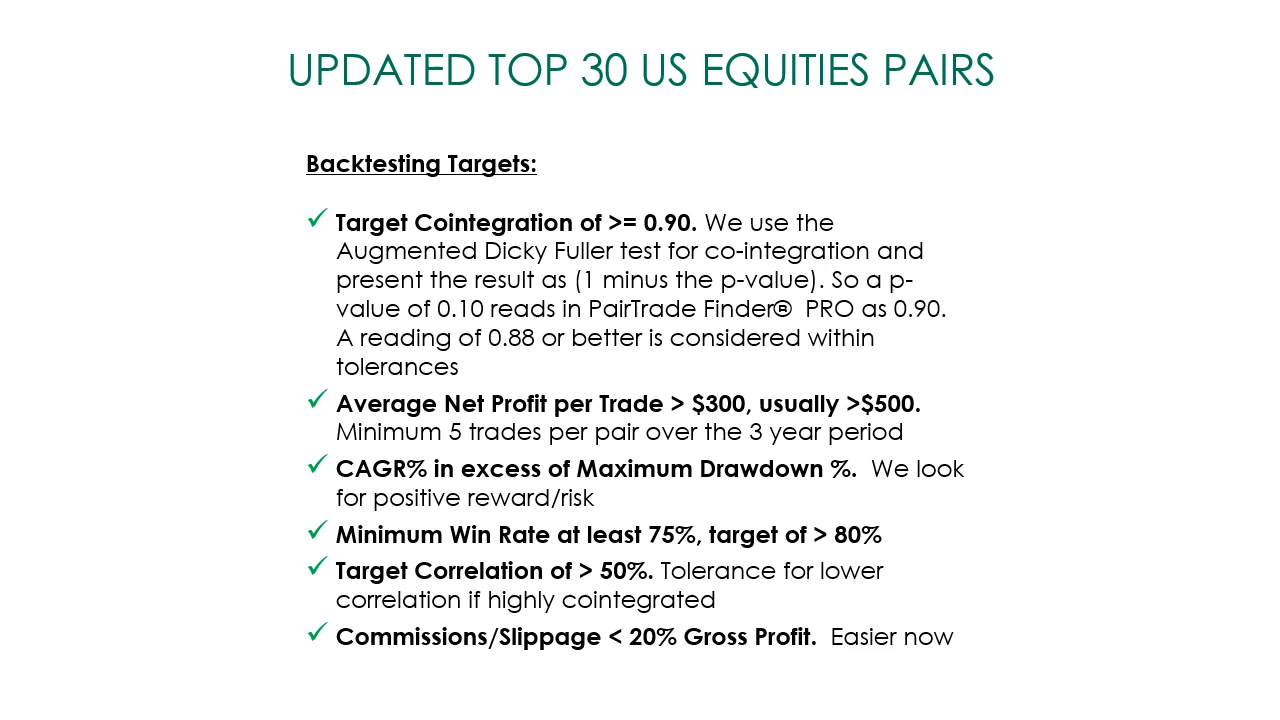 UPDATED TOP 30 US EQUITIES PAIRS
Backtesting Targets:
✓ Target Cointegration of >= 0.90. We use the
Augmented Dicky Fuller test for co-integration and
present the result as (1 minus the p-value). So a p-
value of 0.10 reads in PairTrade Finder® PRO as 0.90.
A reading of 0.88 or better is considered within
tolerances
✓ Average Net Profit per Trade > $300, usually >$500.
Minimum 5 trades per pair over the 3 year period
✓ CAGR% in excess of Maximum Drawdown %. We look
for positive reward/risk
✓ Minimum Win Rate at least 75%, target of > 80%
✓ Target Correlation of > 50%. Tolerance for lower
correlation if highly cointegrated
✓ Commissions/Slippage < 20% Gross Profit. Easier now